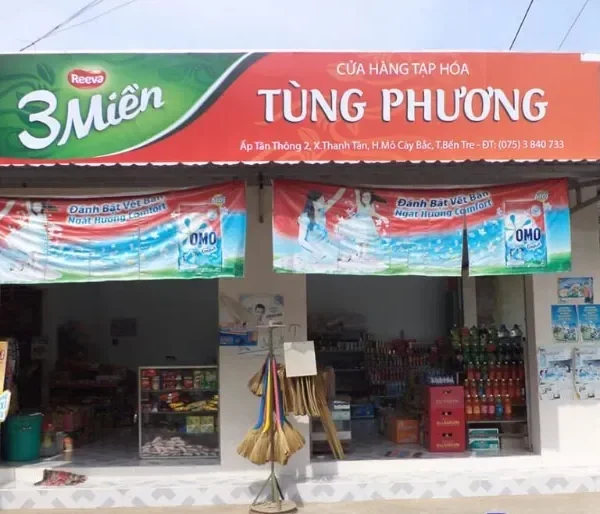 Reeva
3 Miền
CỬA HÀNG TẠP HÓA
TÙNG PHƯƠNG
Ấp Tân Thông 2, X.Thanh Tân, H.Mỏ Cày Bắc, T.Bến Tre - ĐT: (075) 3 840 733
Đánh Bật Vết Bẩn
Ngát Hương Comfort
OMO
Đánh Bật Vết Bẩn
Ngát Hương Comfort
OMO